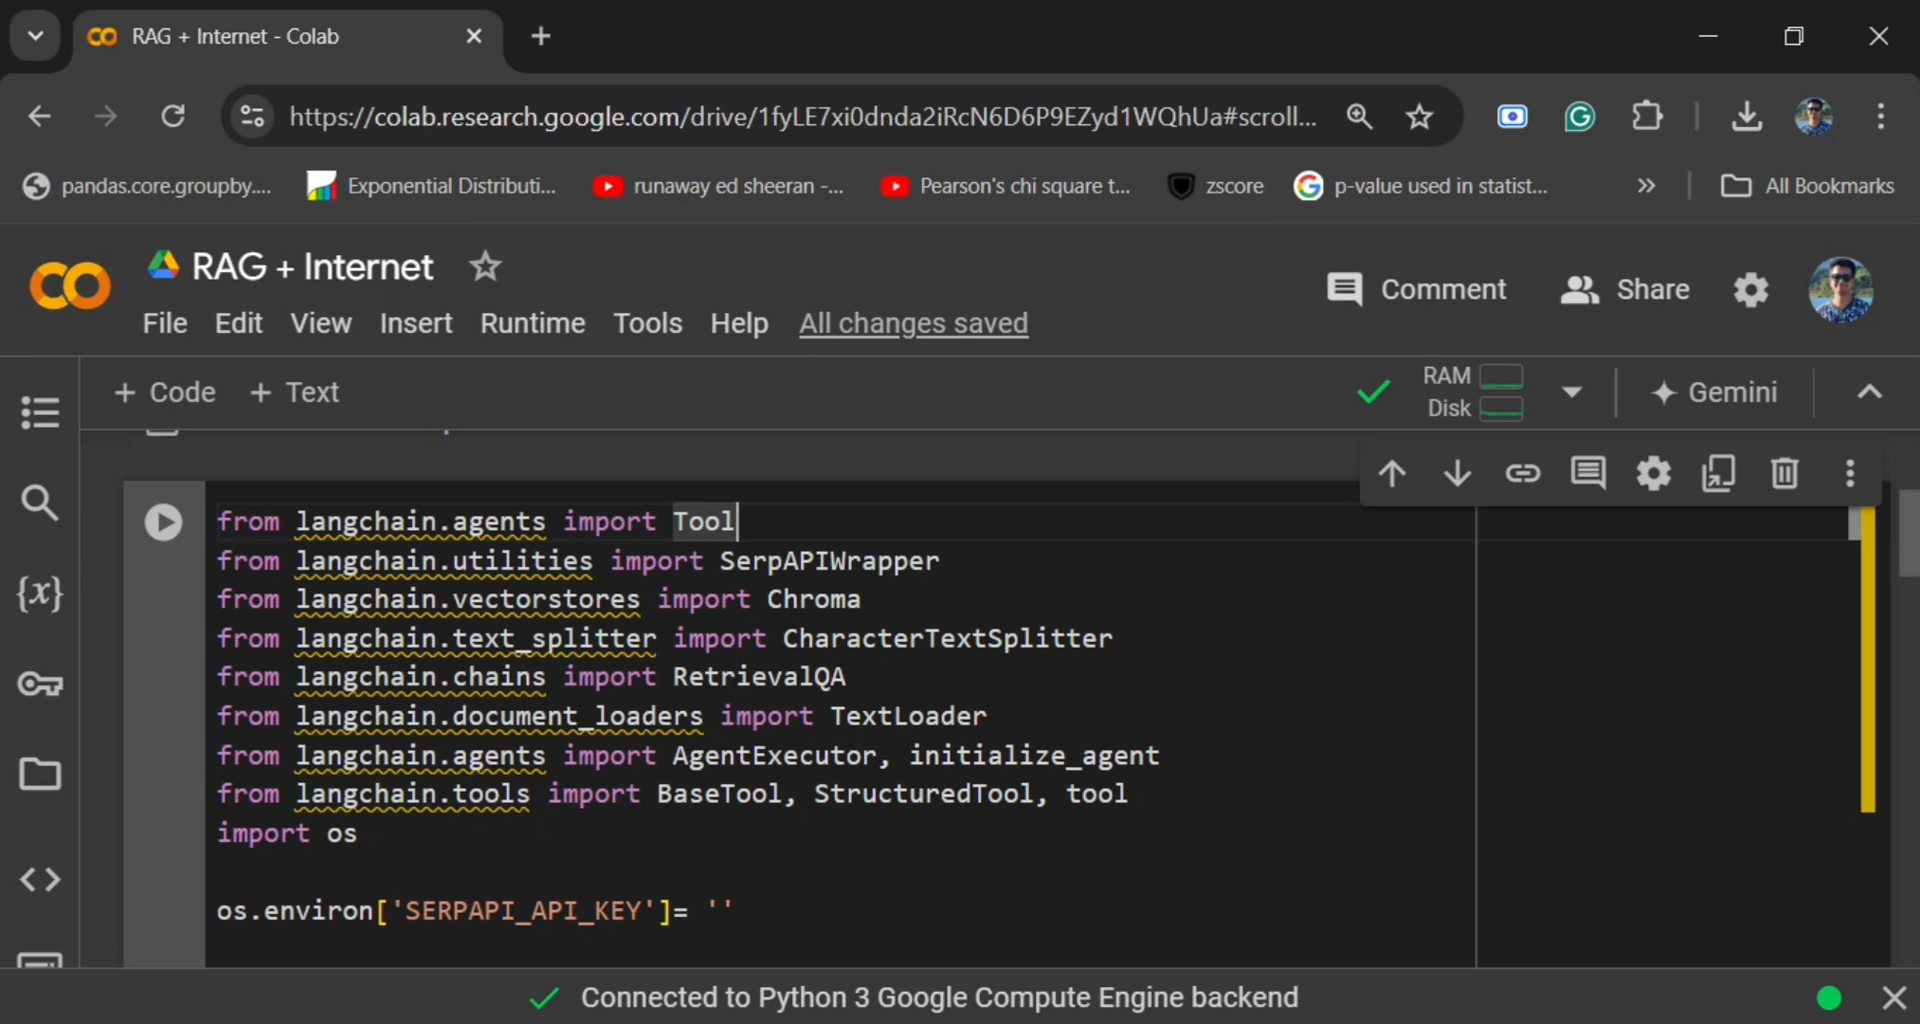 RAG + Internet - Colab
https://colab.research.google.com/drive/1fyLE7xi0dnda2iRcN6D6P9EZyd1WQhUa#scroll...
pandas.core.groupby.... Exponential Distributi... runaway ed sheeran -... Pearson's chi square t... zscore p-value used in statist... All Bookmarks
RAG + Internet
Comment Share
File Edit View Insert Runtime Tools Help All changes saved
+ Code + Text RAM Disk Gemini
from langchain.agents import Tool
from langchain.utilities import SerpAPIWrapper
from langchain.vectorstores import Chroma
from langchain.text_splitter import CharacterTextSplitter
from langchain.chains import RetrievalQA
from langchain.document_loaders import TextLoader
from langchain.agents import AgentExecutor, initialize_agent
from langchain.tools import BaseTool, StructuredTool, tool
import os
os.environ['SERPAPI_API_KEY']= ''
Connected to Python 3 Google Compute Engine backend